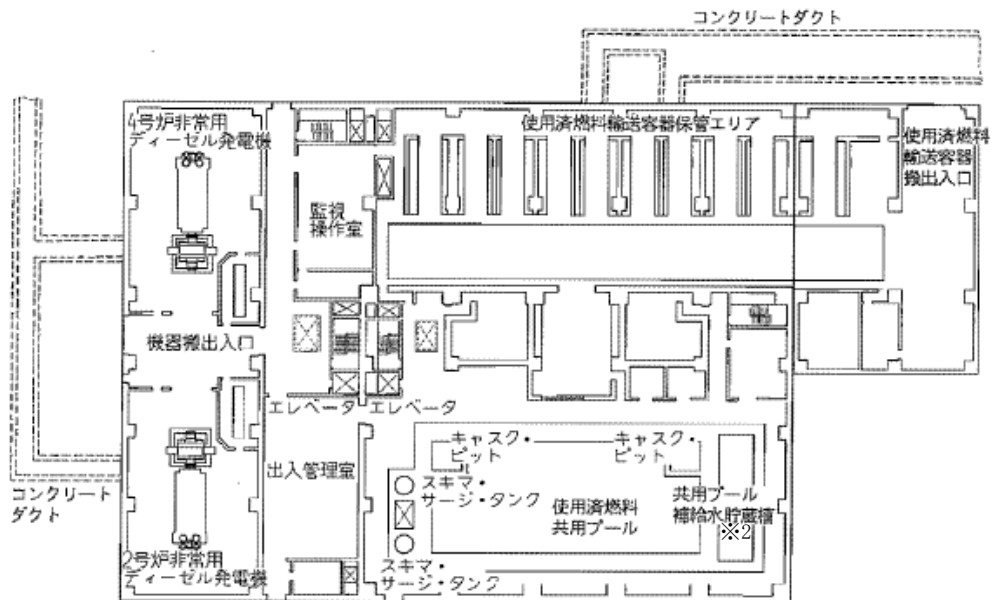 コンクリートダクト
4号炉非常用
ディーゼル発電機
使用済燃料輸送容器保管エリア
使用済燃料
輸送容器
搬出入口
監視
操作室
機器搬出入口
エレベータ
エレベータ
キャスク・
ピット
キャスク・
ピット
出入管理室
スキマ・
サージ・タンク
使用済燃料
共用プール
共用プール
補給水貯蔵槽
※2
コンクリート
ダクト
2号炉非常用
ディーゼル発電機
スキマ・
サージ・タンク